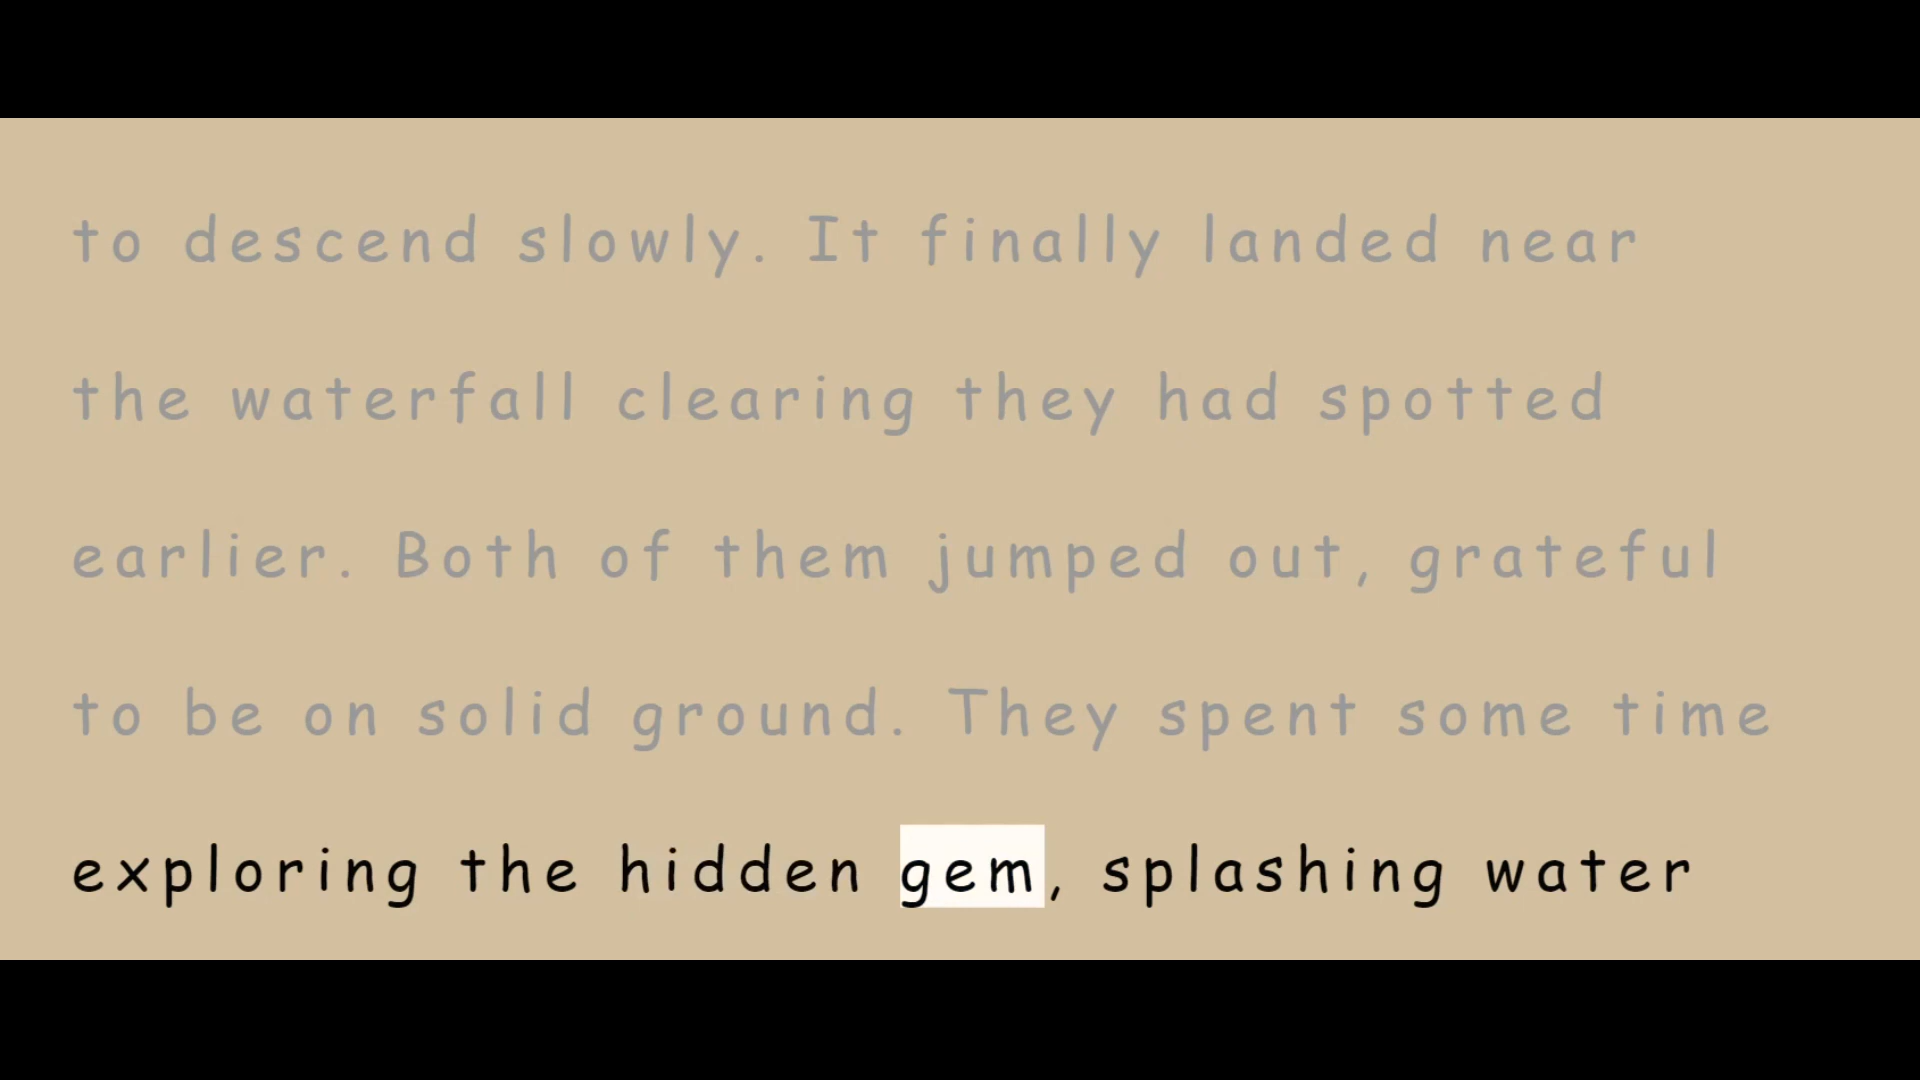 to descend slowly. It finally landed near
the waterfall clearing they had spotted
earlier. Both of them jumped out, grateful
to be on solid ground. They spent some time
exploring the hidden gem, splashing water